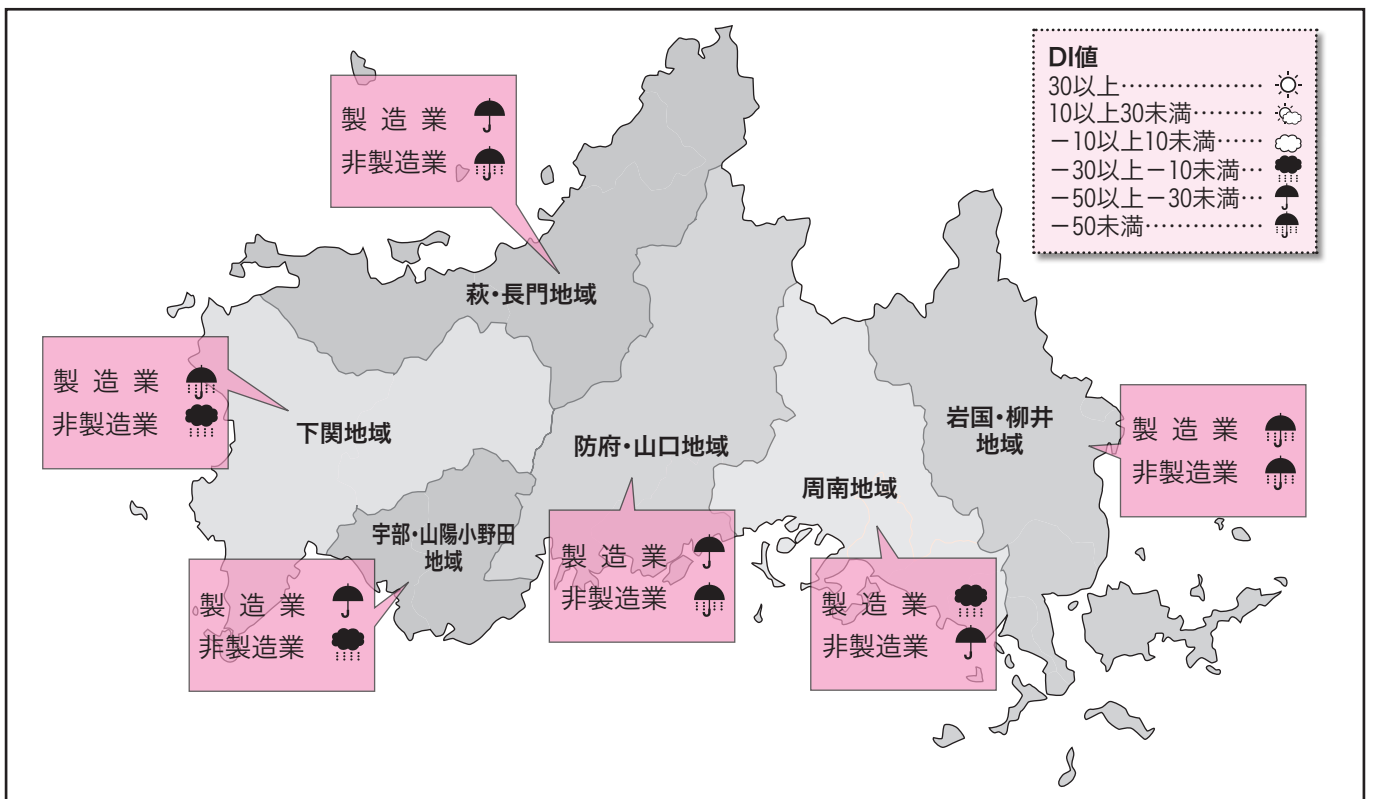 DI値
30以上………………
10以上30未満………
−10以上10未満……
−30以上−10未満…
−50以上−30未満…
−50未満……………
製造業
非製造業
萩・長門地域
製造業
非製造業
下関地域
防府・山口地域
岩国・柳井
地域
製造業
非製造業
周南地域
宇部・山陽小野田
地域
製造業
非製造業
製造業
非製造業
製造業
非製造業